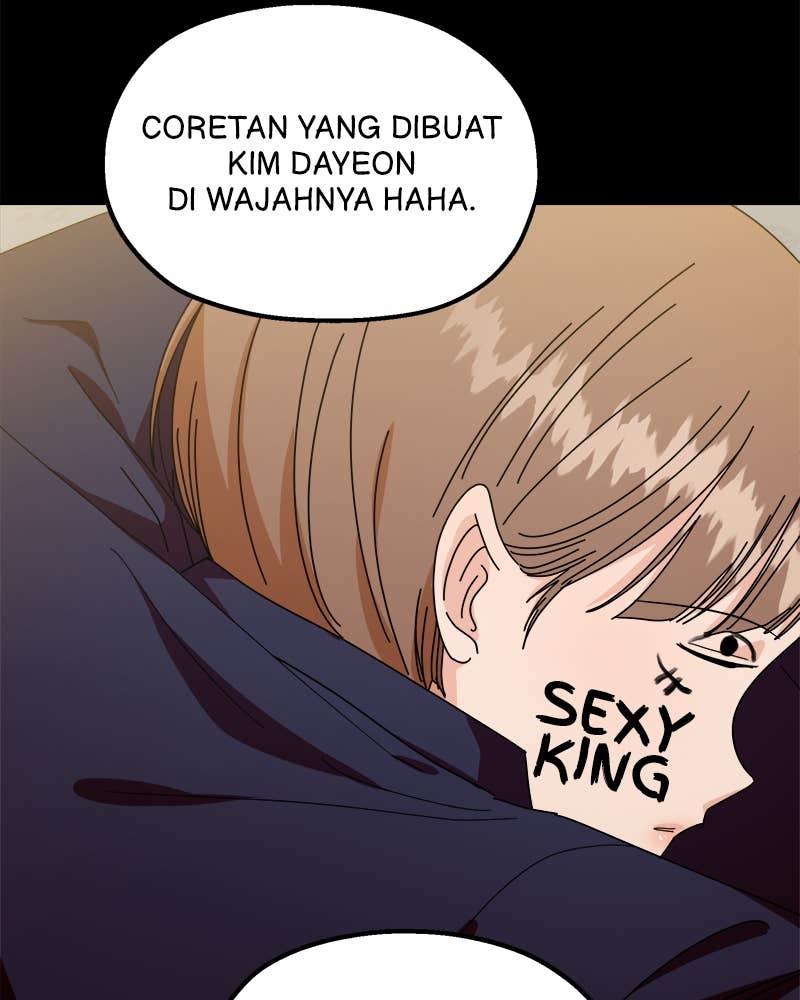 CORETAN YANG DIBUAT
KIM DAYEON
DI WAJAHNYA HAHA.
SEXY
KING